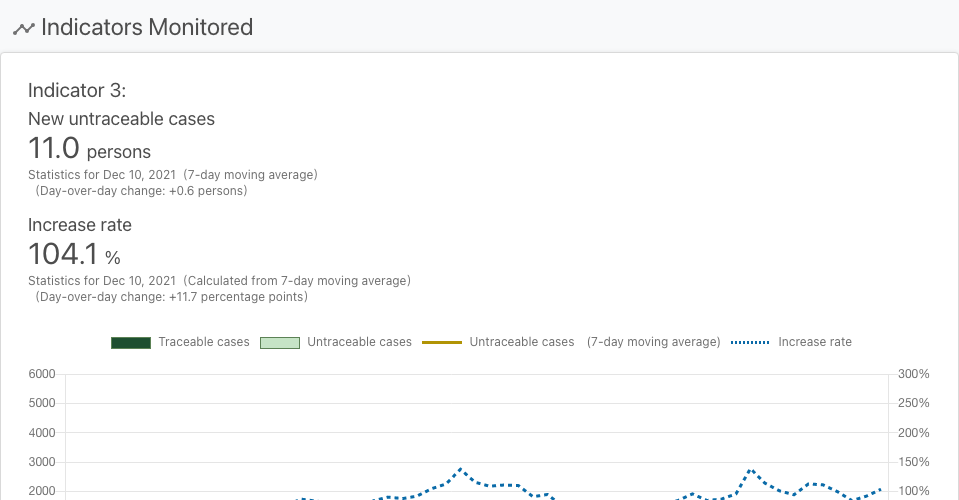 Indicators Monitored
Indicator 3:
New untraceable cases
11.0 persons
Statistics for Dec 10, 2021 (7-day moving average)
(Day-over-day change: +0.6 persons)
Increase rate
104.1 %
Statistics for Dec 10, 2021 (Calculated from 7-day moving average)
(Day-over-day change: +11.7 percentage points)
Traceable cases Untraceable cases Untraceable cases (7-day moving average) Increase rate
6000 300%
5000 250%
4000 200%
3000 150%
2000 100%